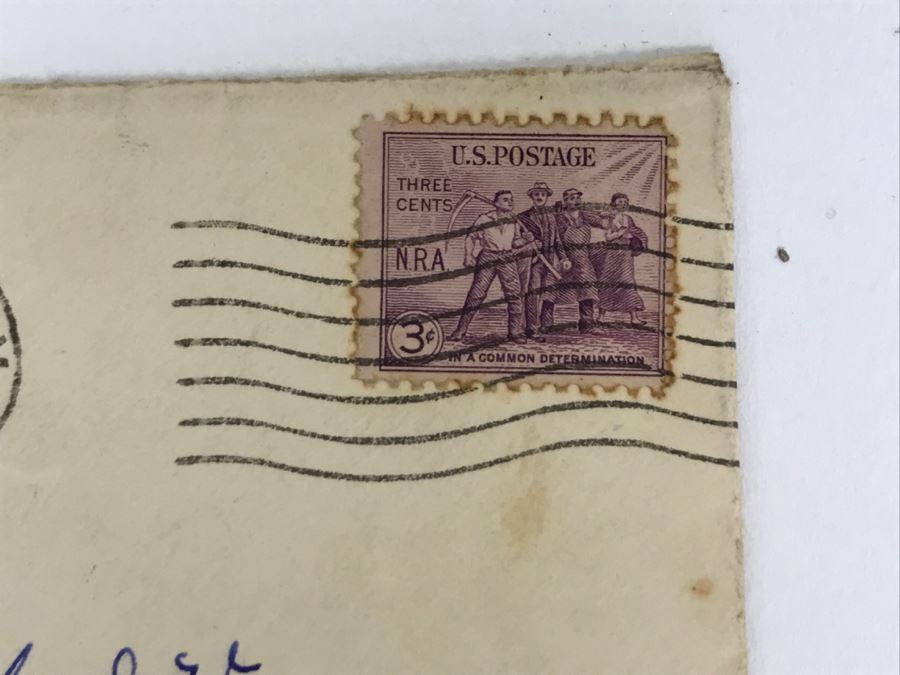 U.S.POSTAGE
THREE
CENTS
N.R.A.
3¢
IN A COMMON DETERMINATION